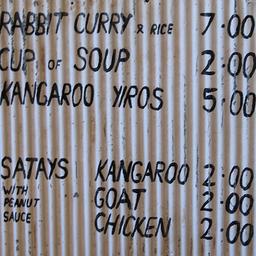 RABBIT CURRY & RICE 7.00
CUP OF SOUP 2.00
KANGAROO YIROS 5.00
SATAYS KANGAROO 2.00
WITH PEANUT SAUCE
GOAT 2.00
CHICKEN 2.00